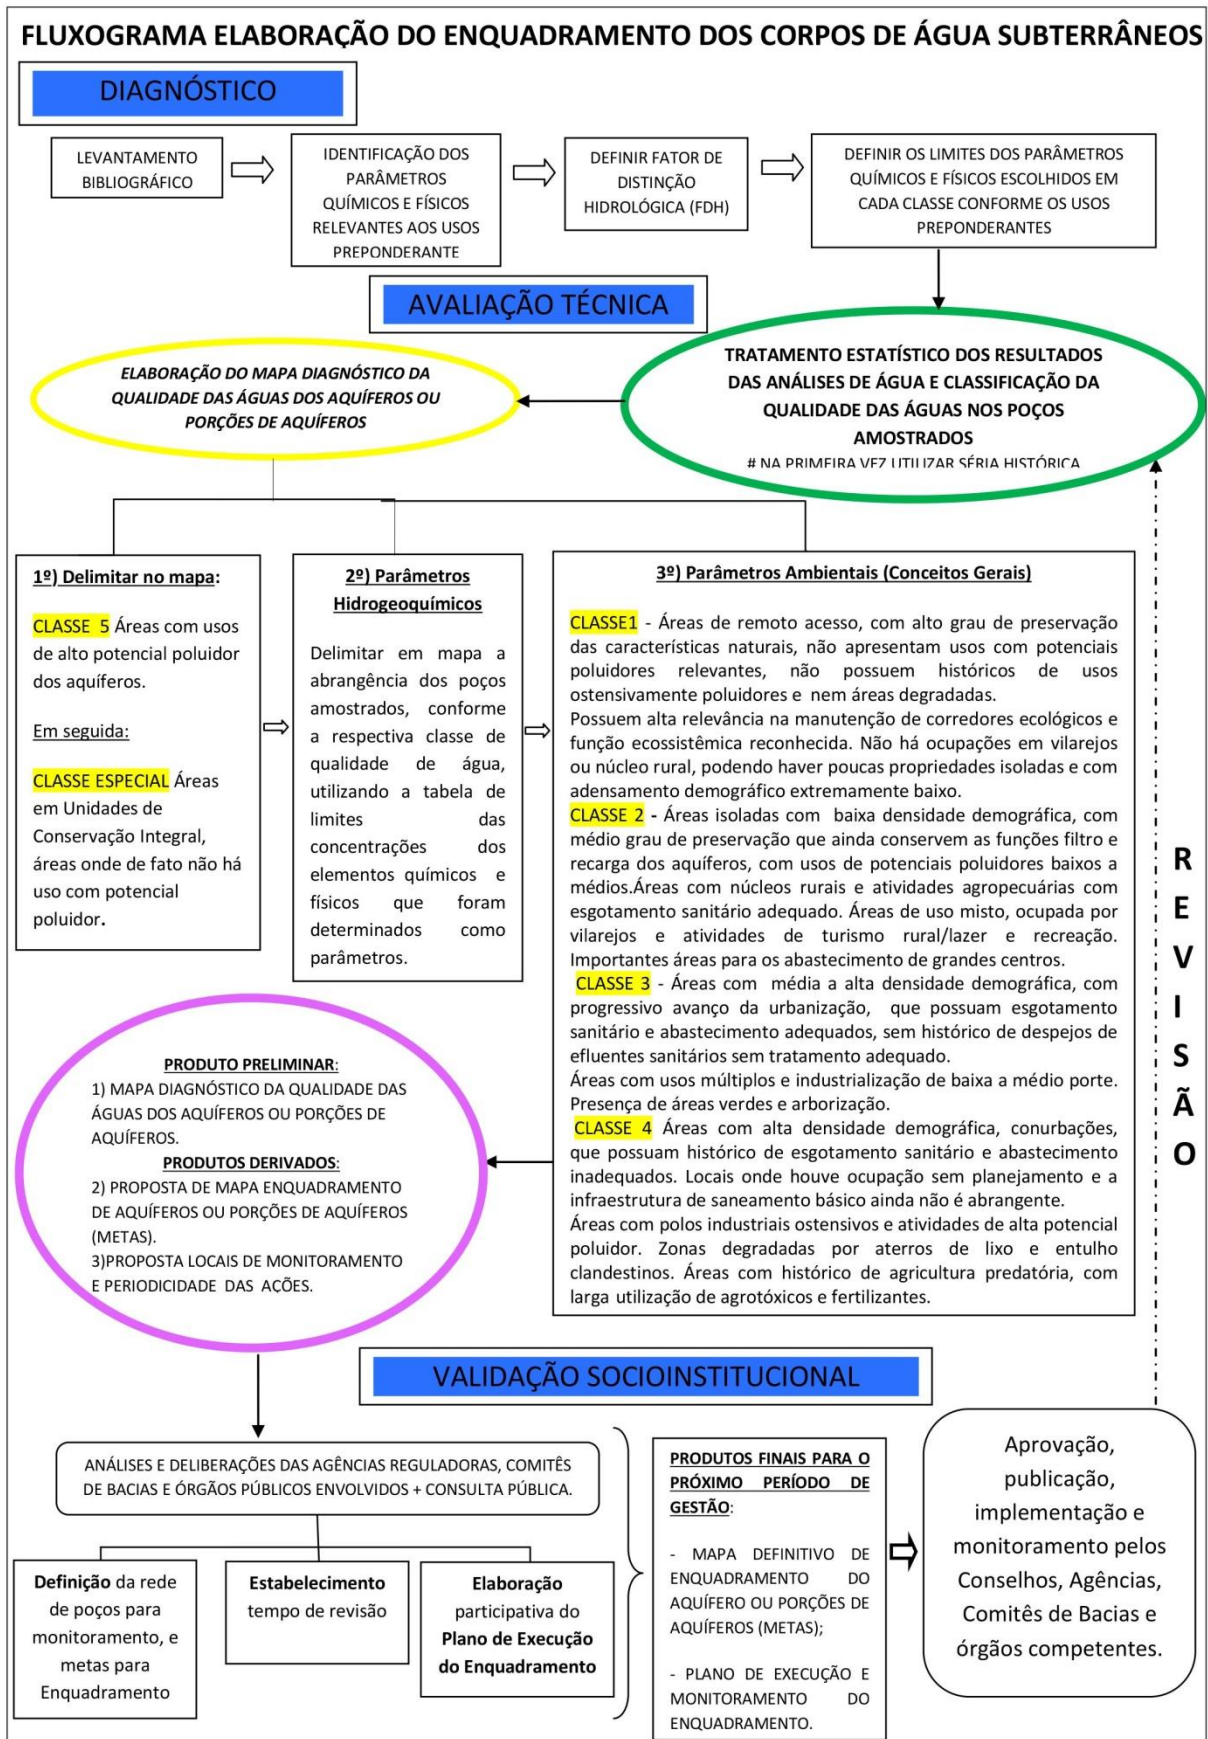 FLUXOGRAMA ELABORAÇÃO DO ENQUADRAMENTO DOS CORPOS DE ÁGUA SUBTERRÂNEOS
DIAGNÓSTICO
LEVANTAMENTO
BIBLIOGRÁFICO
IDENTIFICAÇÃO DOS
PARÂMETROS
QUÍMICOS E FÍSICOS
RELEVANTES AOS USOS
PREPONDERANTE
DEFINIR FATOR DE
DISTINÇÃO
HIDROLÓGICA (FDH)
DEFINIR OS LIMITES DOS PARÂMETROS
QUÍMICOS E FÍSICOS ESCOLHIDOS EM
CADA CLASSE CONFORME OS USOS
PREPONDERANTES
AVALIAÇÃO TÉCNICA
TRATAMENTO ESTATÍSTICO DOS RESULTADOS
DAS ANÁLISES DE ÁGUA E CLASSIFICAÇÃO DA
QUALIDADE DAS ÁGUAS NOS POÇOS
AMOSTRADOS
# NA PRIMEIRA VEZ UTILIZAR SÉRIA HISTÓRICA
ELABORAÇÃO DO MAPA DIAGNÓSTICO DA
QUALIDADE DAS ÁGUAS DOS AQUÍFEROS OU
PORÇÕES DE AQUÍFEROS
1º) Delimitar no mapa:
CLASSE 5 Áreas com usos
de alto potencial poluidor
dos aquíferos.
Em seguida:
CLASSE ESPECIAL Áreas
em Unidades de
Conservação Integral,
áreas onde de fato não há
uso com potencial
poluidor.
2º) Parâmetros
Hidrogeoquímicos
Delimitar em mapa a
abrangência dos poços
amostrados, conforme
a respectiva classe de
qualidade de água,
utilizando a tabela de
limites das
concentrações dos
elementos químicos e
físicos que foram
determinados como
parâmetros.
3º) Parâmetros Ambientais (Conceitos Gerais)
CLASSE1 - Áreas de remoto acesso, com alto grau de preservação
das características naturais, não apresentam usos com potenciais
poluidores relevantes, não possuem históricos de usos
ostensivamente poluidores e nem áreas degradadas.
Possuem alta relevância na manutenção de corredores ecológicos e
função ecossistêmica reconhecida. Não há ocupações em vilarejos
ou núcleo rural, podendo haver poucas propriedades isoladas e com
adensamento demográfico extremamente baixo.
CLASSE 2 - Áreas isoladas com baixa densidade demográfica, com
médio grau de preservação que ainda conservem as funções filtro e
recarga dos aquíferos, com usos de potenciais poluidores baixos a
médios.Áreas com núcleos rurais e atividades agropecuárias com
esgotamento sanitário adequado. Áreas de uso misto, ocupada por
vilarejos e atividades de turismo rural/lazer e recreação.
Importantes áreas para os abastecimento de grandes centros.
CLASSE 3 - Áreas com média a alta densidade demográfica, com
progressivo avanço da urbanização, que possuam esgotamento
sanitário e abastecimento adequados, sem histórico de despejos de
efluentes sanitários sem tratamento adequado.
Áreas com usos múltiplos e industrialização de baixa a médio porte.
Presença de áreas verdes e arborização.
CLASSE 4 Áreas com alta densidade demográfica, conurbações,
que possuam histórico de esgotamento sanitário e abastecimento
inadequados. Locais onde houve ocupação sem planejamento e a
infraestrutura de saneamento básico ainda não é abrangente.
Áreas com polos industriais ostensivos e atividades de alta potencial
poluidor. Zonas degradadas por aterros de lixo e entulho
clandestinos. Áreas com histórico de agricultura predatória, com
larga utilização de agrotóxicos e fertilizantes.
REVISÃO
PRODUTO PRELIMINAR:
1) MAPA DIAGNÓSTICO DA QUALIDADE DAS
ÁGUAS DOS AQUÍFEROS OU PORÇÕES DE
AQUÍFEROS.
PRODUTOS DERIVADOS:
2) PROPOSTA DE MAPA ENQUADRAMENTO
DE AQUÍFEROS OU PORÇÕES DE AQUÍFEROS
(METAS).
3)PROPOSTA LOCAIS DE MONITORAMENTO
E PERIODICIDADE DAS AÇÕES.
VALIDAÇÃO SOCIOINSTITUCIONAL
ANÁLISES E DELIBERAÇÕES DAS AGÊNCIAS REGULADORAS, COMITÊS
DE BACIAS E ÓRGÃOS PÚBLICOS ENVOLVIDOS + CONSULTA PÚBLICA.
Definição da rede
de poços para
monitoramento, e
metas para
Enquadramento
Estabelecimento
tempo de revisão
Elaboração
participativa do
Plano de Execução
do Enquadramento
PRODUTOS FINAIS PARA O
PRÓXIMO PERÍODO DE
GESTÃO:
- MAPA DEFINITIVO DE
ENQUADRAMENTO DO
AQUÍFERO OU PORÇÕES DE
AQUÍFEROS (METAS);
- PLANO DE EXECUÇÃO E
MONITORAMENTO DO
ENQUADRAMENTO.
Aprovação,
publicação,
implementação e
monitoramento pelos
Conselhos, Agências,
Comitês de Bacias e
órgãos competentes.